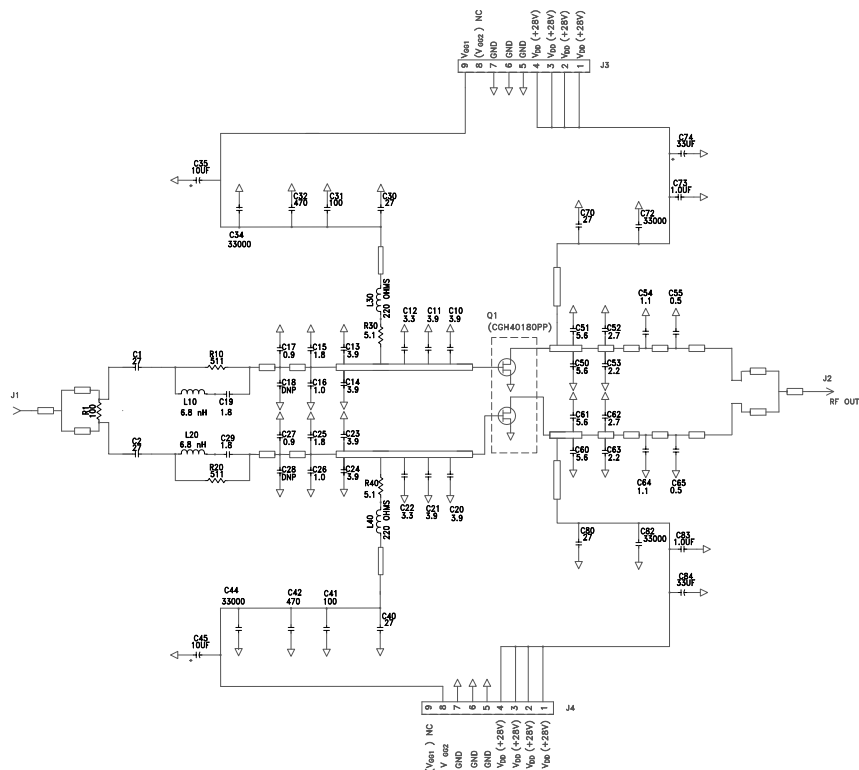 9 VGG1
8 (VGG2) NC
7 GND
6 GND
5 GND
4 VDD (+28V)
3 VDD (+28V)
2 VDD (+28V)
1 VDD (+28V)
J3
C35
10UF
+
C74
33UF
+
C73
1.0UF
C34
33000
C32
470
C31
100
C30
27
C70
27
C72
33000
L30
220 OHMS
R30
5.1
C12
3.3
C11
3.9
C10
3.9
Q1
(CGH40180PP)
C51
5.6
C52
2.7
C54
1.1
C55
0.5
C1
27
R10
511
C17
0.9
C15
1.8
C13
3.9
C50
5.6
C53
2.2
L10
6.8 nH
C19
1.8
C18
DNP
C16
1.0
C14
3.9
J1
R1
100
J2
RF OUT
C2
27
L20
6.8 nH
C29
1.8
C27
0.9
C25
1.8
C23
3.9
C61
5.6
C62
2.7
R20
511
C28
DNP
C26
1.0
C24
3.9
C60
5.6
C63
2.2
C64
1.1
C65
0.5
R40
5.1
C22
3.3
C21
3.9
C20
3.9
L40
220 OHMS
C80
27
C82
33000
C83
1.0UF
C84
33UF
C44
33000
C42
470
C41
100
C40
27
C45
10UF
+
J4
9 (VGG1) NC
8 VGG2
7 GND
6 GND
5 GND
4 VDD (+28V)
3 VDD (+28V)
2 VDD (+28V)
1 VDD (+28V)